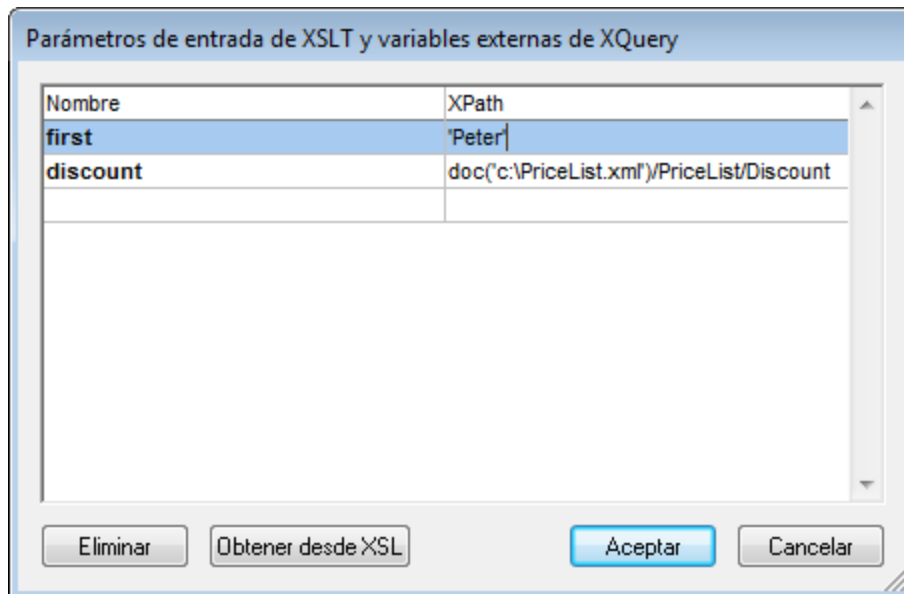 Parámetros de entrada de XSLT y variables externas de XQuery
Nombre XPath
first 'Peter'
discount doc('c:\PriceList.xml')/PriceList/Discount
Eliminar Obtener desde XSL Aceptar Cancelar